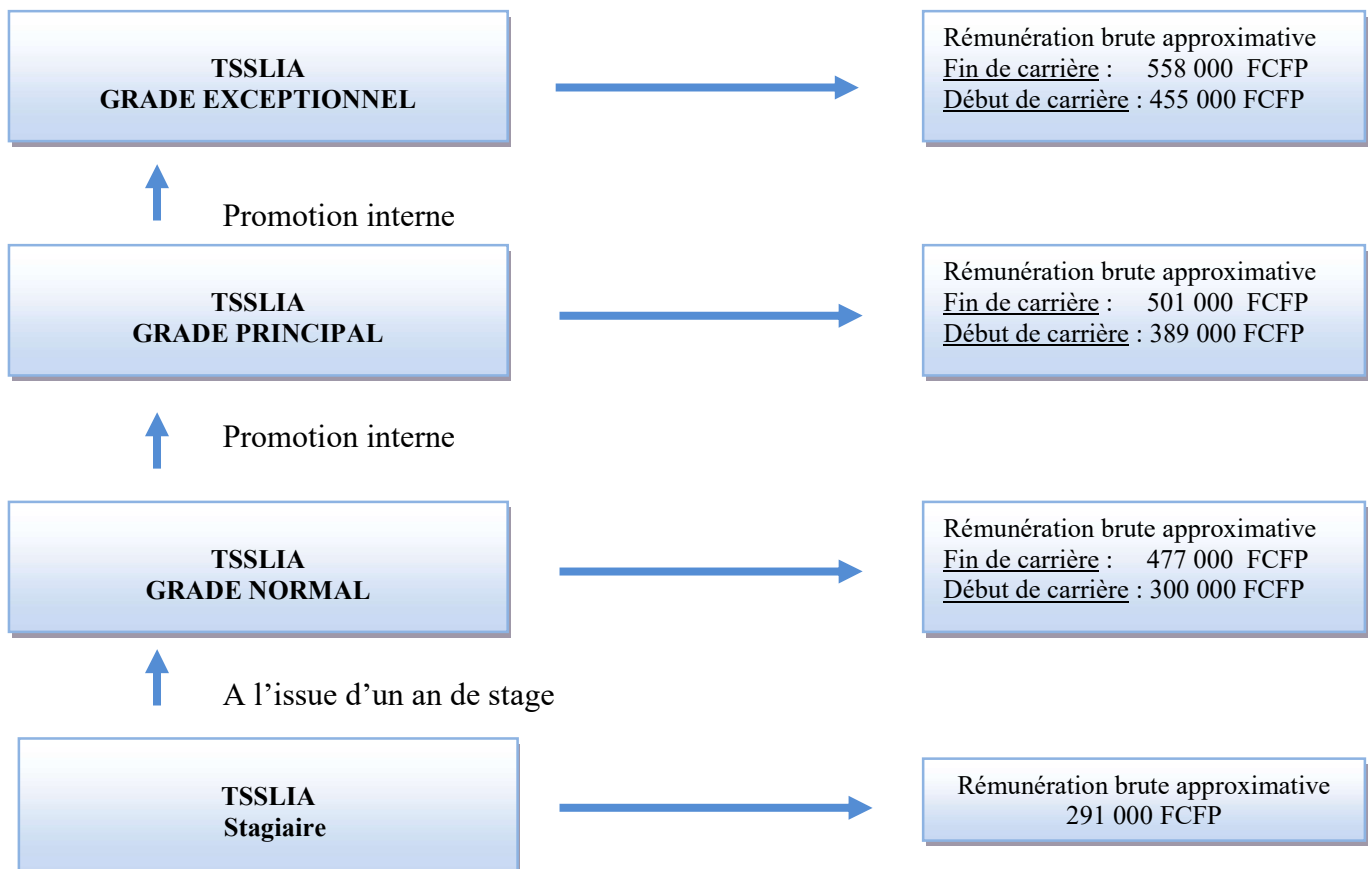 TSSLIA
GRADE EXCEPTIONNEL
Rémunération brute approximative
Fin de carrière : 558 000 FCFP
Début de carrière : 455 000 FCFP
Promotion interne
TSSLIA
GRADE PRINCIPAL
Rémunération brute approximative
Fin de carrière : 501 000 FCFP
Début de carrière : 389 000 FCFP
Promotion interne
TSSLIA
GRADE NORMAL
Rémunération brute approximative
Fin de carrière : 477 000 FCFP
Début de carrière : 300 000 FCFP
A l’issue d’un an de stage
TSSLIA
Stagiaire
Rémunération brute approximative
291 000 FCFP